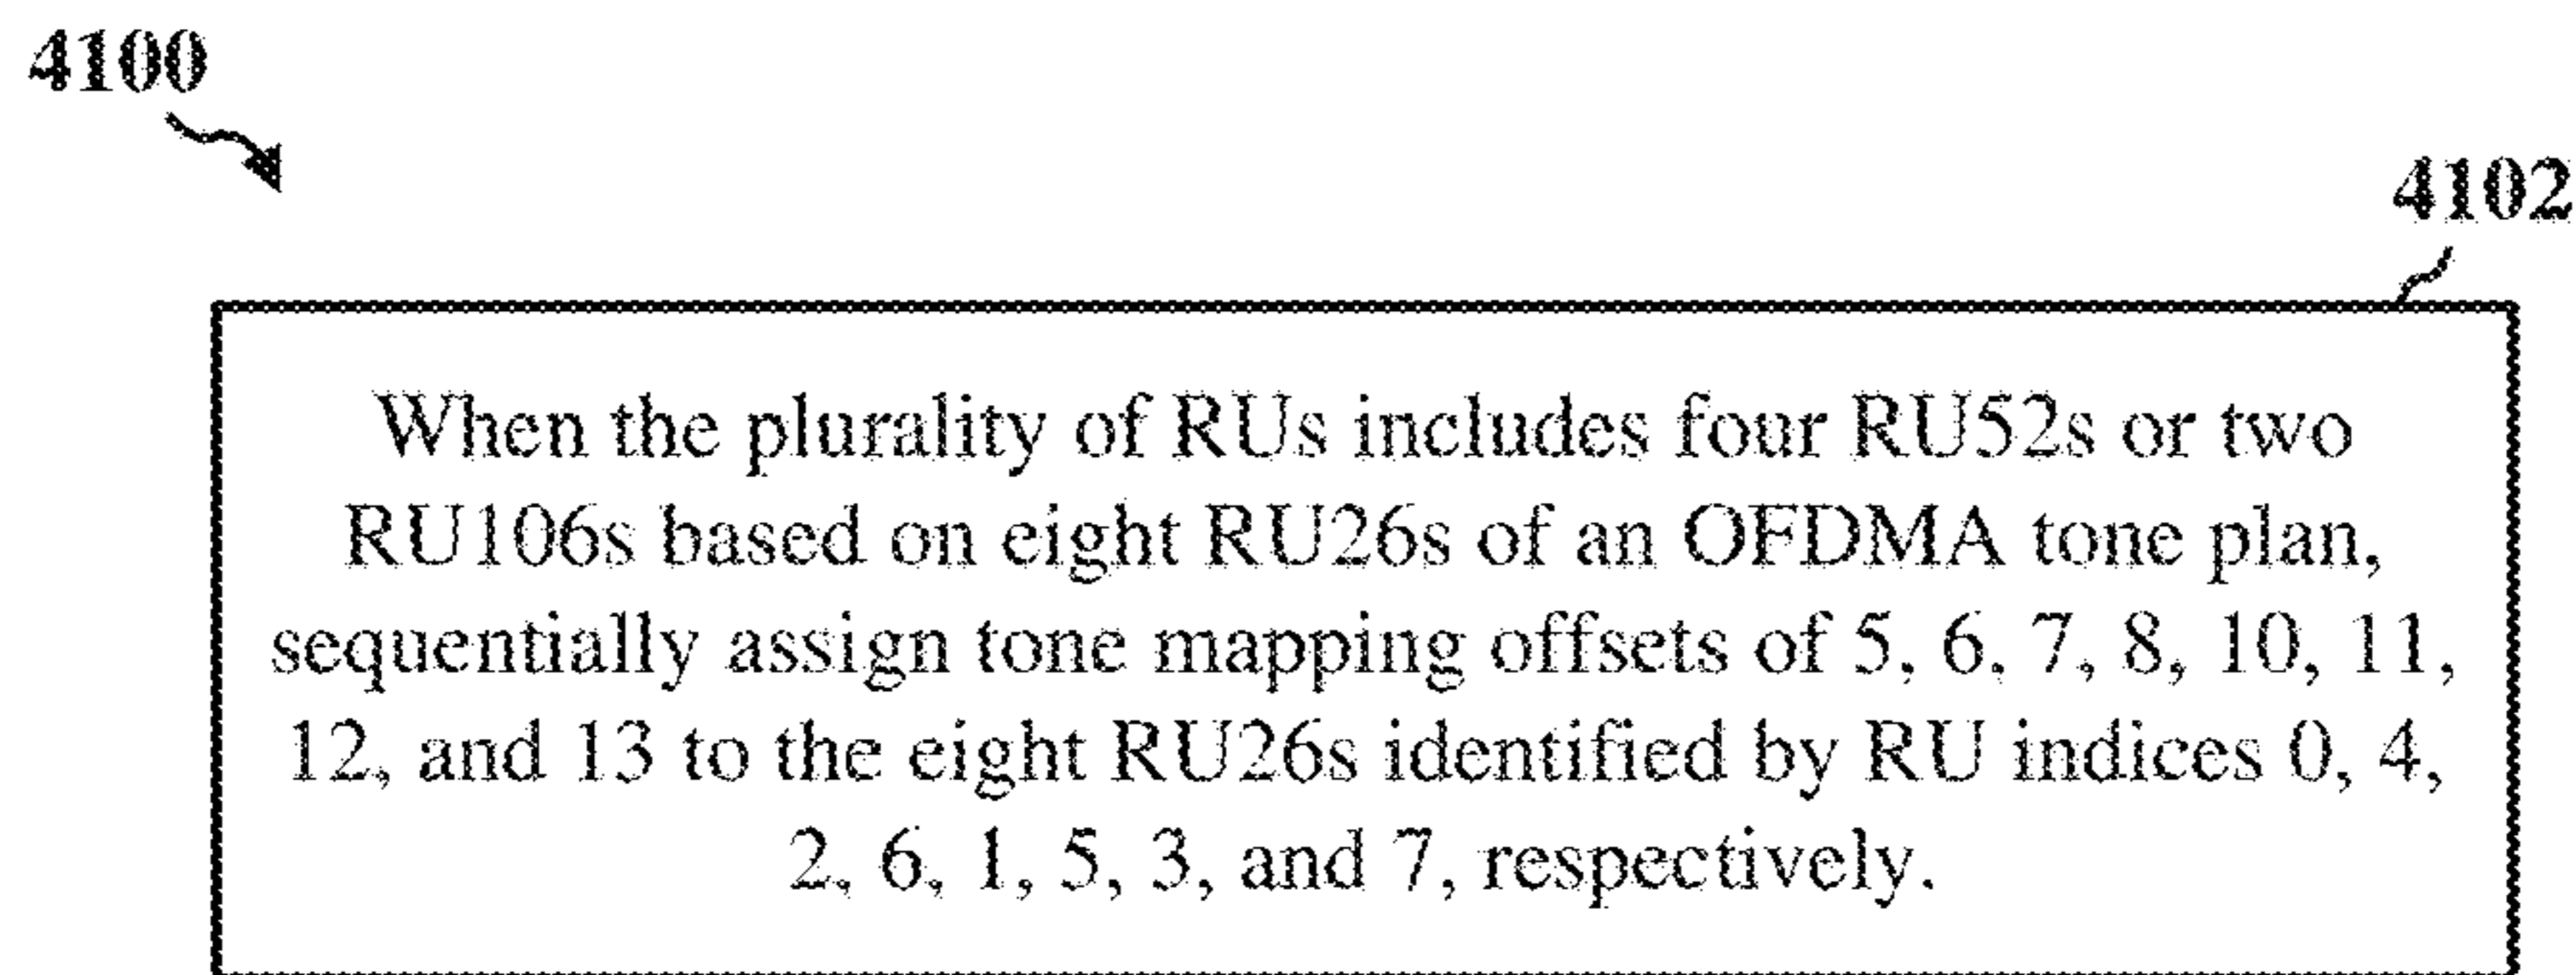 4100
4102
When the plurality of RUs includes four RU52s or two
RU106s based on eight RU26s of an OFDMA tone plan,
sequentially assign tone mapping offsets of 5, 6, 7, 8, 10, 11,
12, and 13 to the eight RU26s identified by RU indices 0, 4,
2, 6, 1, 5, 3, and 7, respectively.